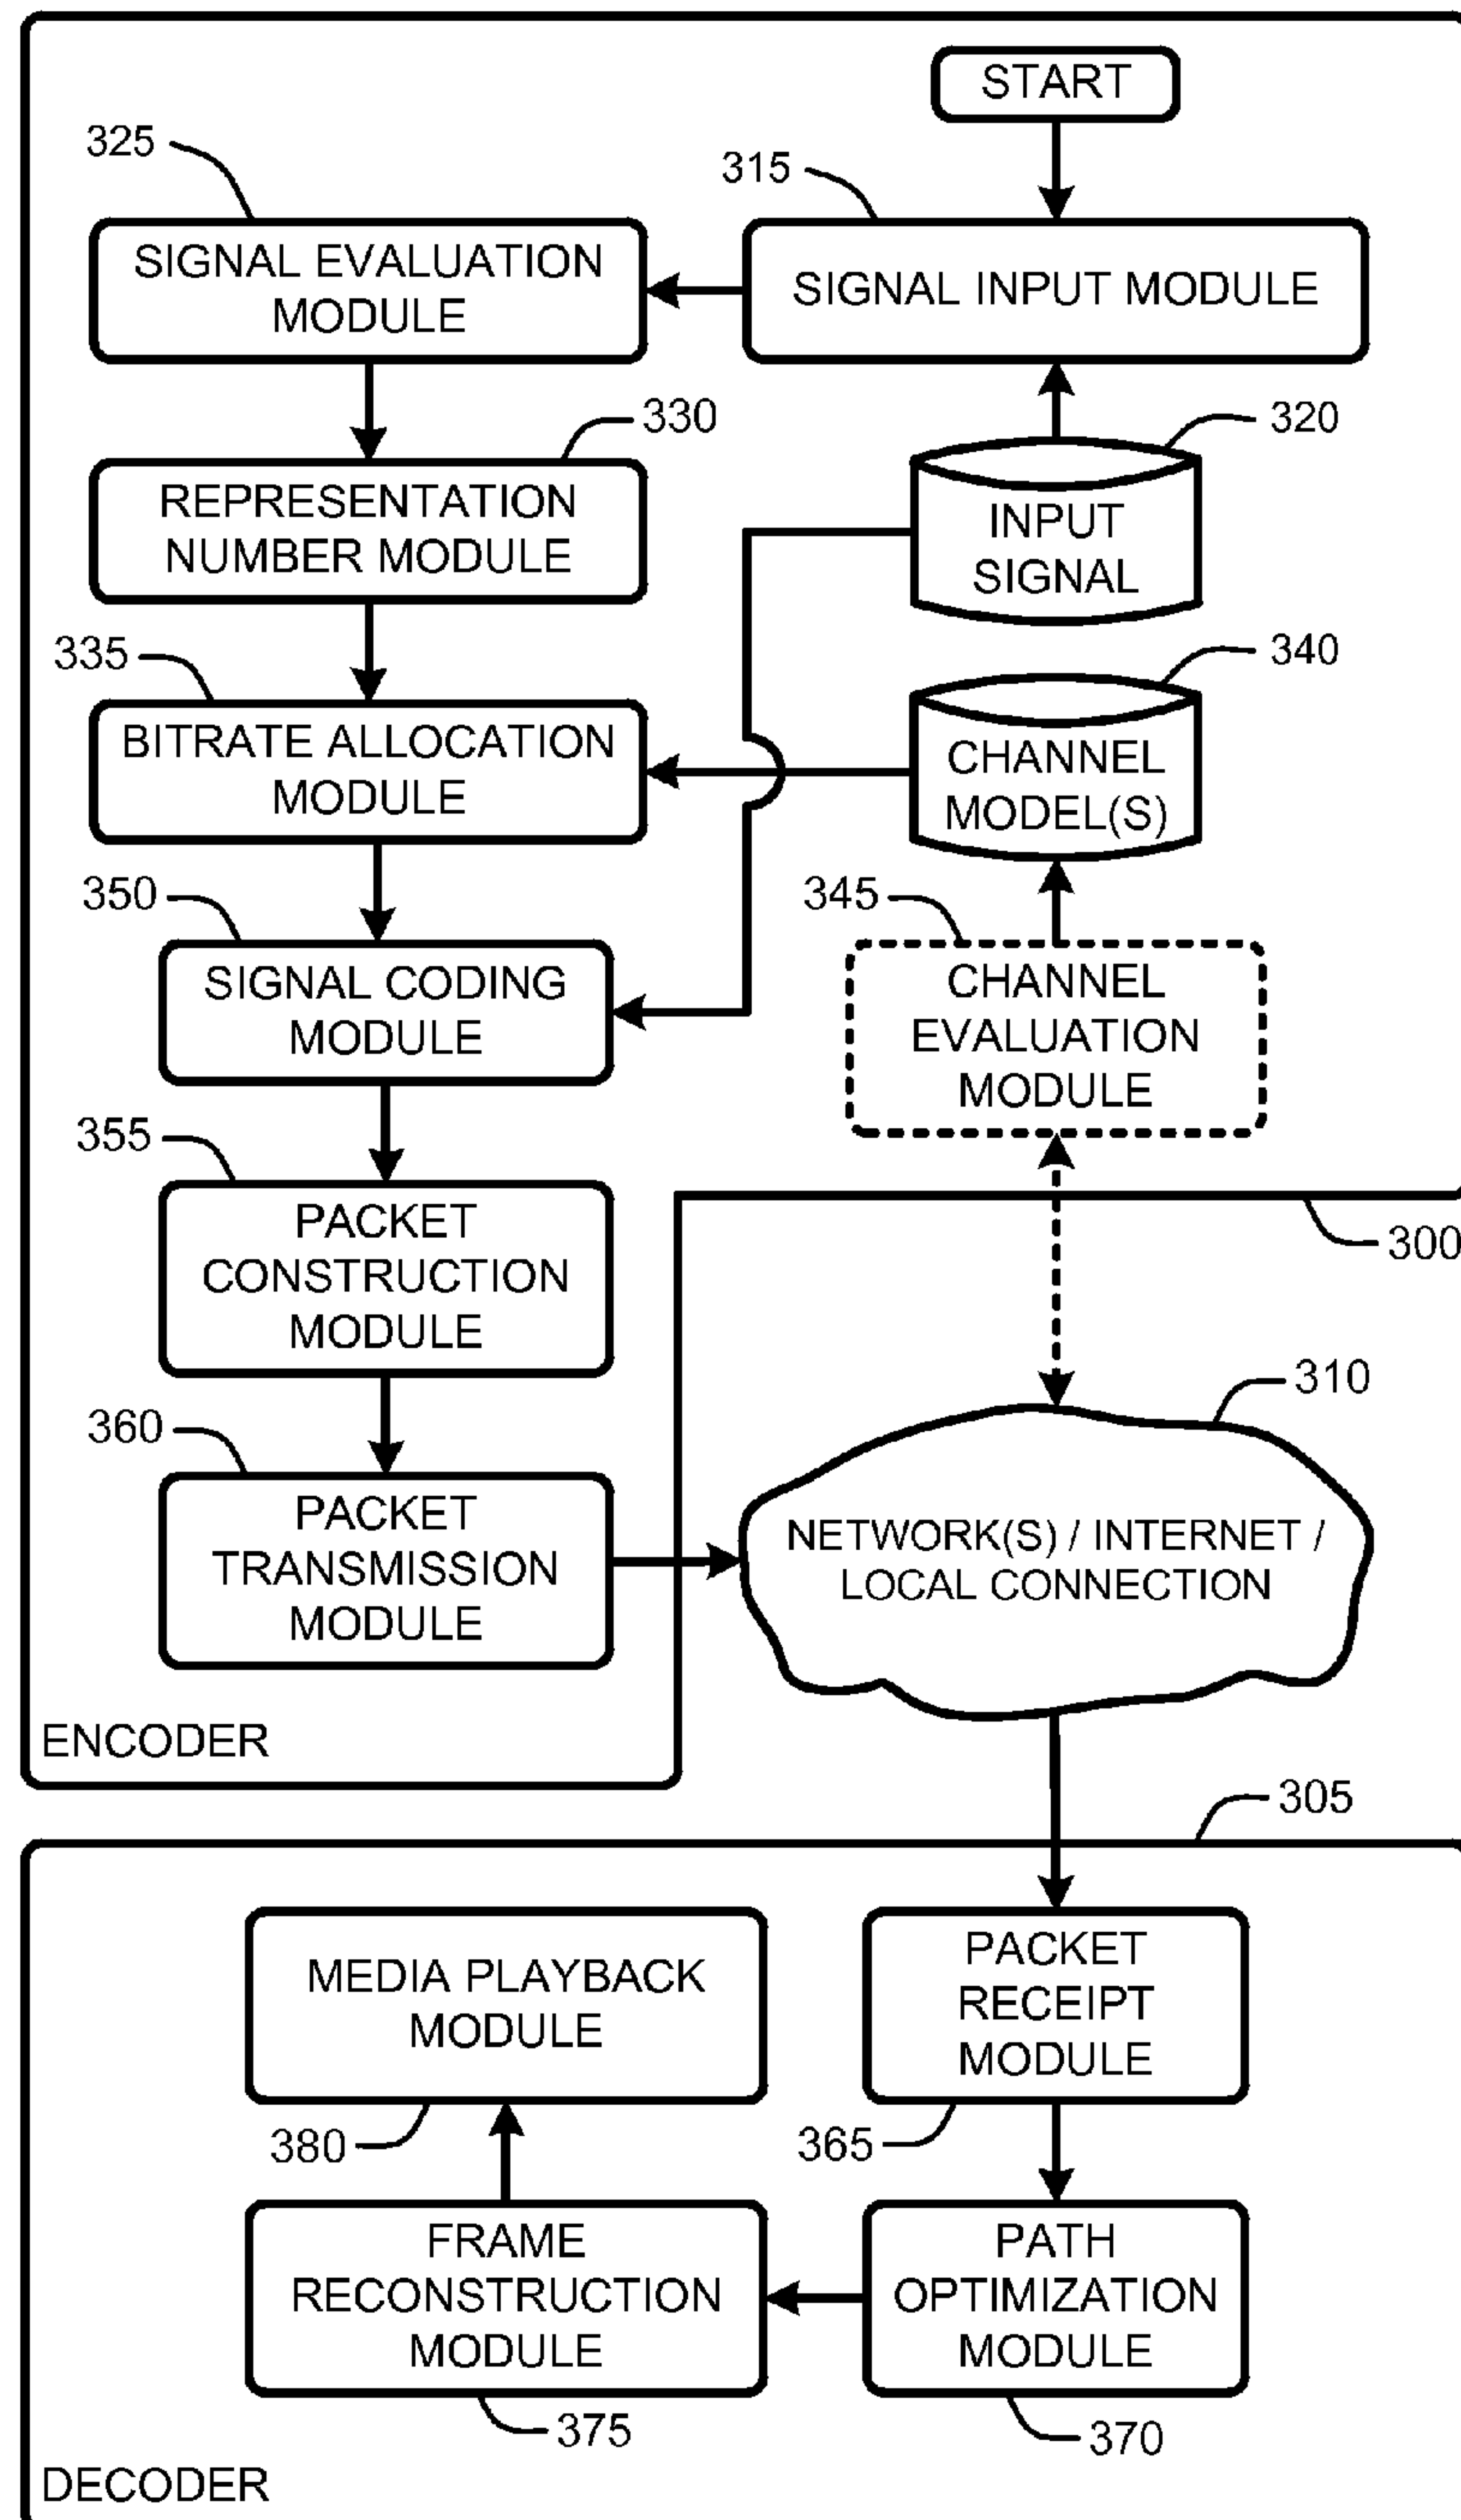 START
325
315
SIGNAL EVALUATION
MODULE
SIGNAL INPUT MODULE
330
320
REPRESENTATION
NUMBER MODULE
INPUT
SIGNAL
335
340
BITRATE ALLOCATION
MODULE
CHANNEL
MODEL(S)
350
345
SIGNAL CODING
MODULE
CHANNEL
EVALUATION
MODULE
355
PACKET
CONSTRUCTION
MODULE
300
310
360
PACKET
TRANSMISSION
MODULE
NETWORK(S) / INTERNET /
LOCAL CONNECTION
ENCODER
305
MEDIA PLAYBACK
MODULE
PACKET
RECEIPT
MODULE
380
365
FRAME
RECONSTRUCTION
MODULE
PATH
OPTIMIZATION
MODULE
375
370
DECODER